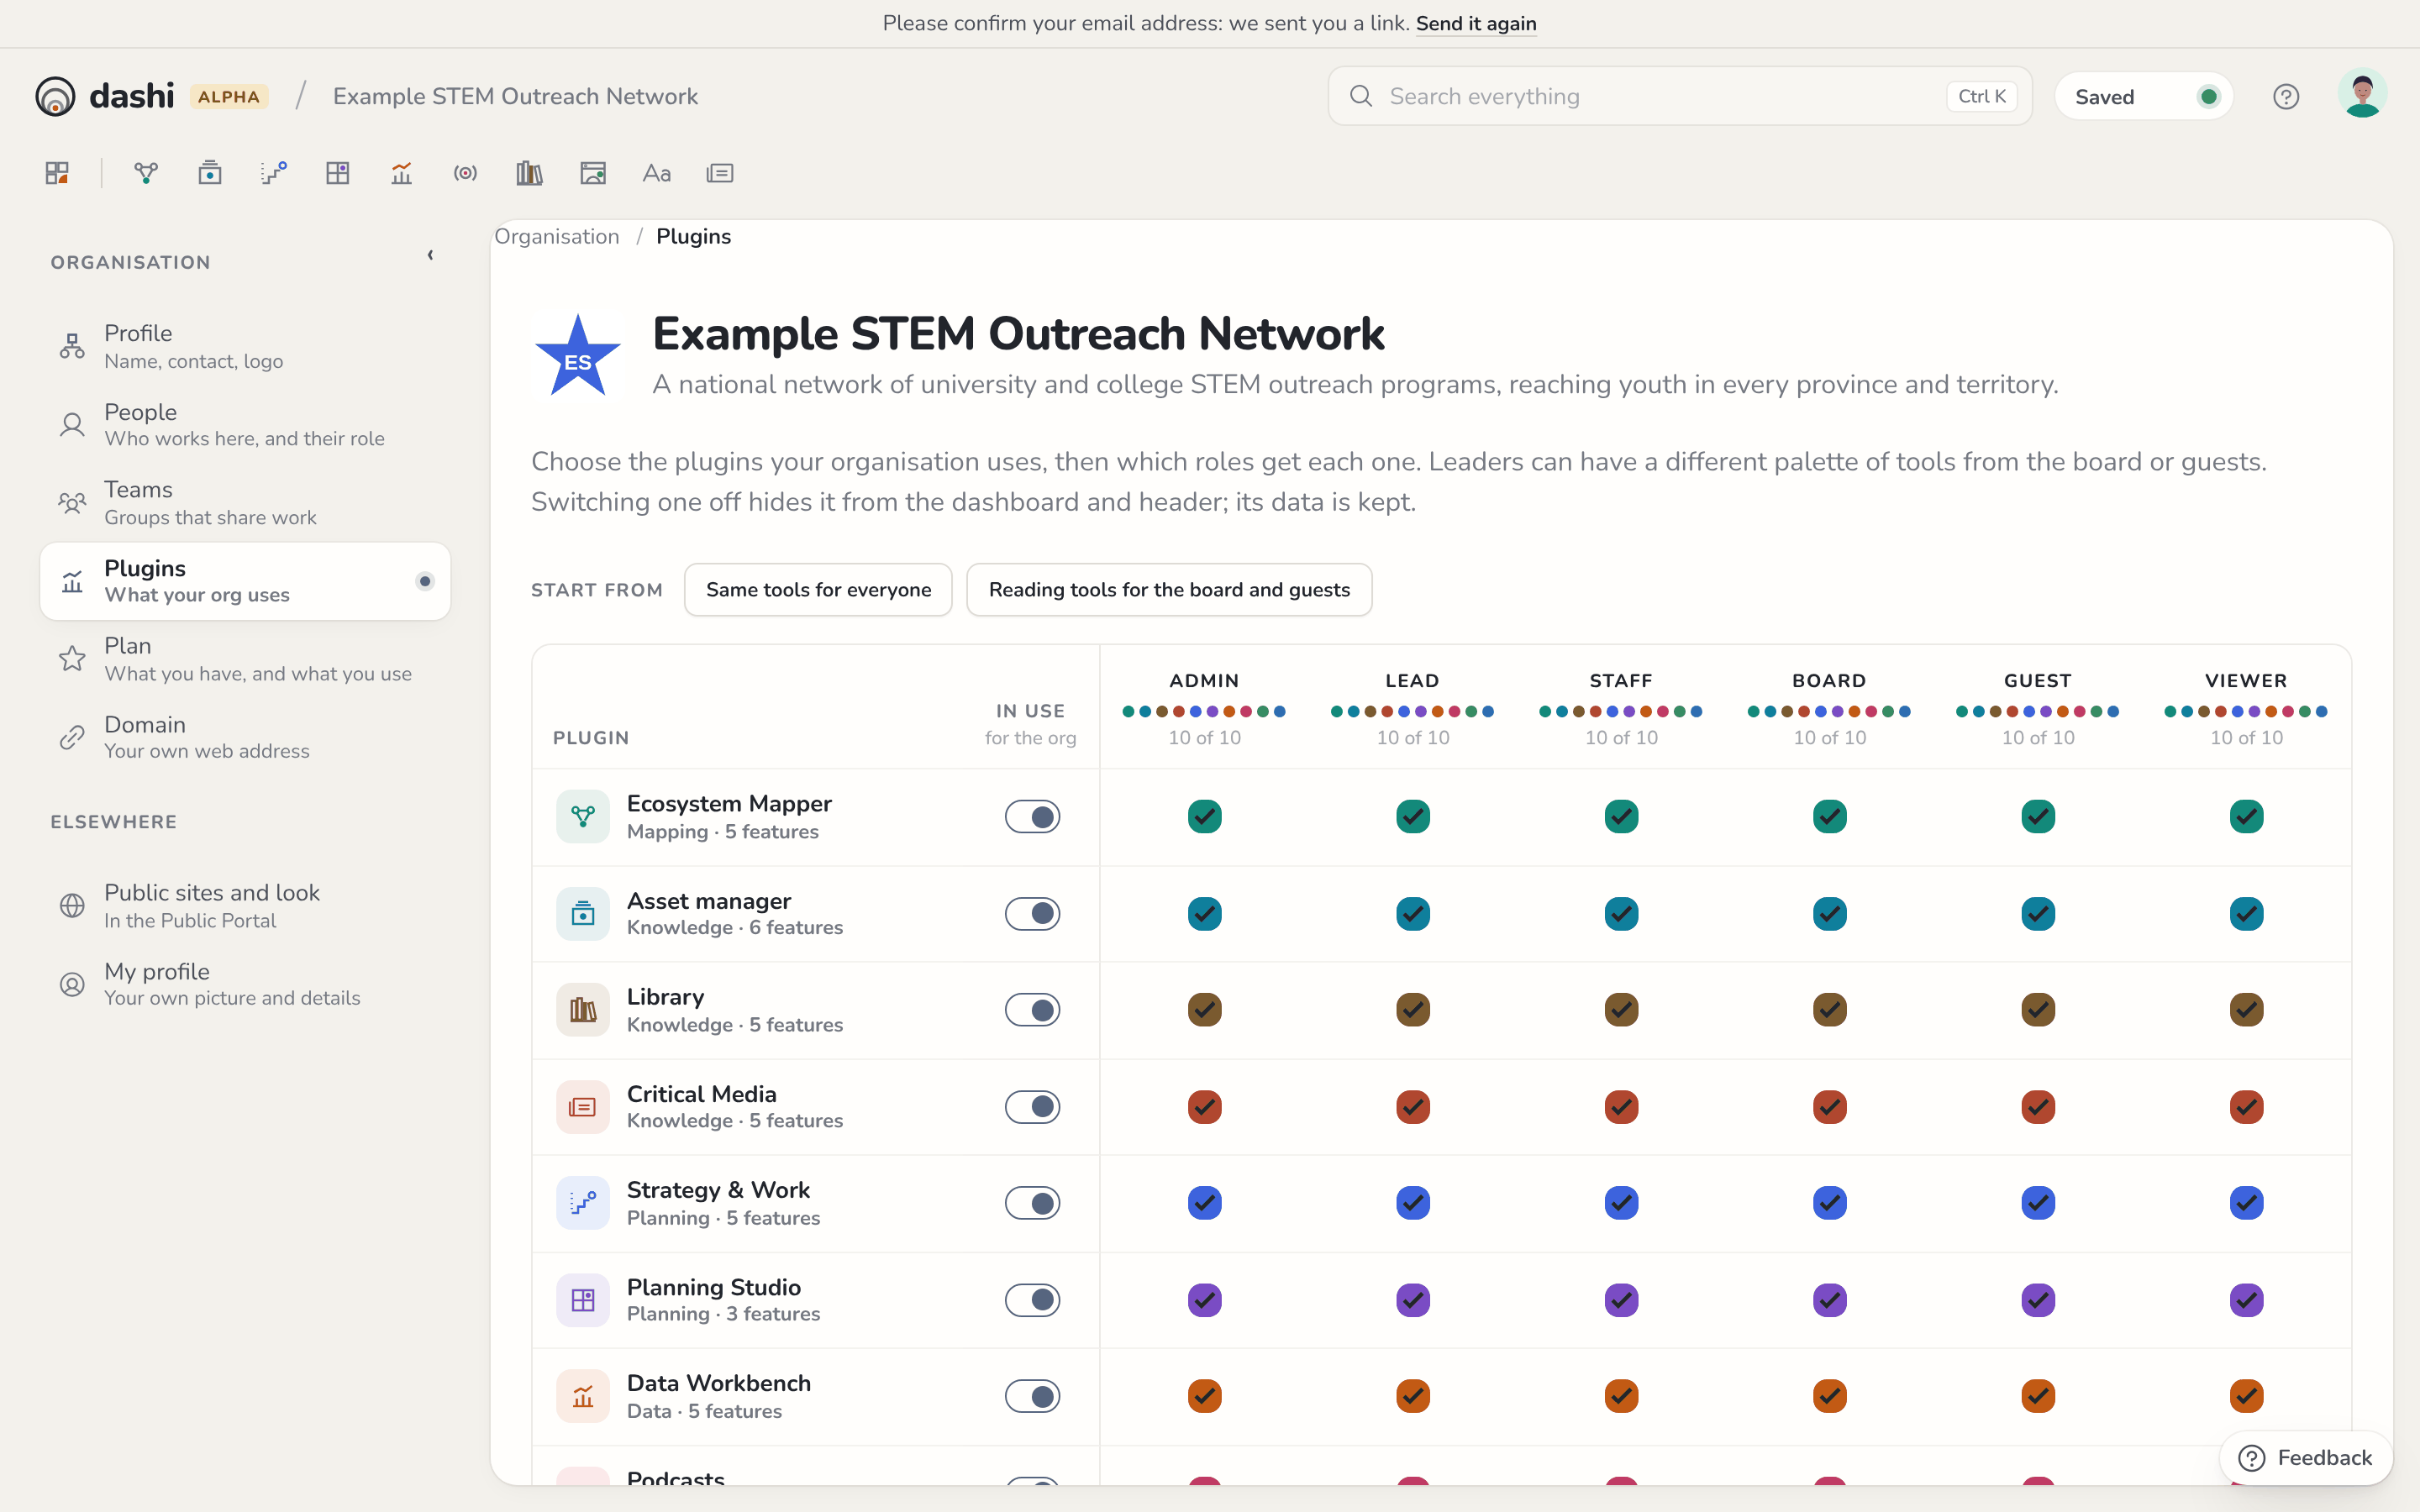 Please confirm your email address: we sent you a link. Send it again
dashi ALPHA / Example STEM Outreach Network
Search everything Ctrl K
Saved
Aa
ORGANISATION
Profile
Name, contact, logo
People
Who works here, and their role
Teams
Groups that share work
Plugins
What your org uses
Plan
What you have, and what you use
Domain
Your own web address
ELSEWHERE
Public sites and look
In the Public Portal
My profile
Your own picture and details
Organisation / Plugins
ES
Example STEM Outreach Network
A national network of university and college STEM outreach programs, reaching youth in every province and territory.
Choose the plugins your organisation uses, then which roles get each one. Leaders can have a different palette of tools from the board or guests.
Switching one off hides it from the dashboard and header; its data is kept.
START FROM Same tools for everyone Reading tools for the board and guests
PLUGIN
IN USE
for the org
ADMIN LEAD STAFF BOARD GUEST VIEWER
10 of 10 10 of 10 10 of 10 10 of 10 10 of 10 10 of 10
Ecosystem Mapper
Mapping · 5 features
Asset manager
Knowledge · 6 features
Library
Knowledge · 5 features
Critical Media
Knowledge · 5 features
Strategy & Work
Planning · 5 features
Planning Studio
Planning · 3 features
Data Workbench
Data · 5 features
Podcasts
Feedback